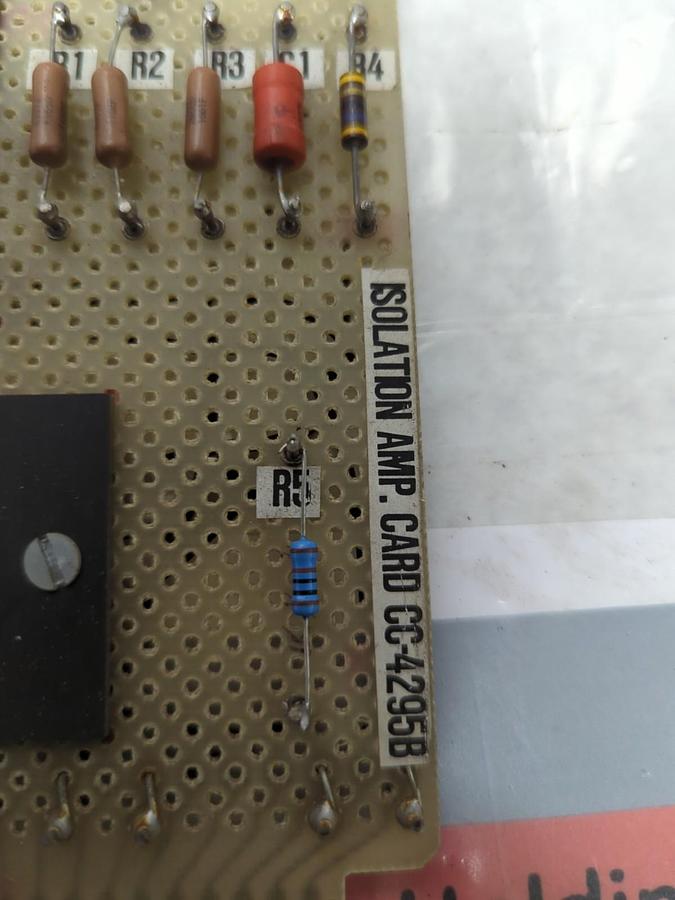 R1
R2
R3
C1
R4
ISOLATION AMP. CARD CC-4295B
R5